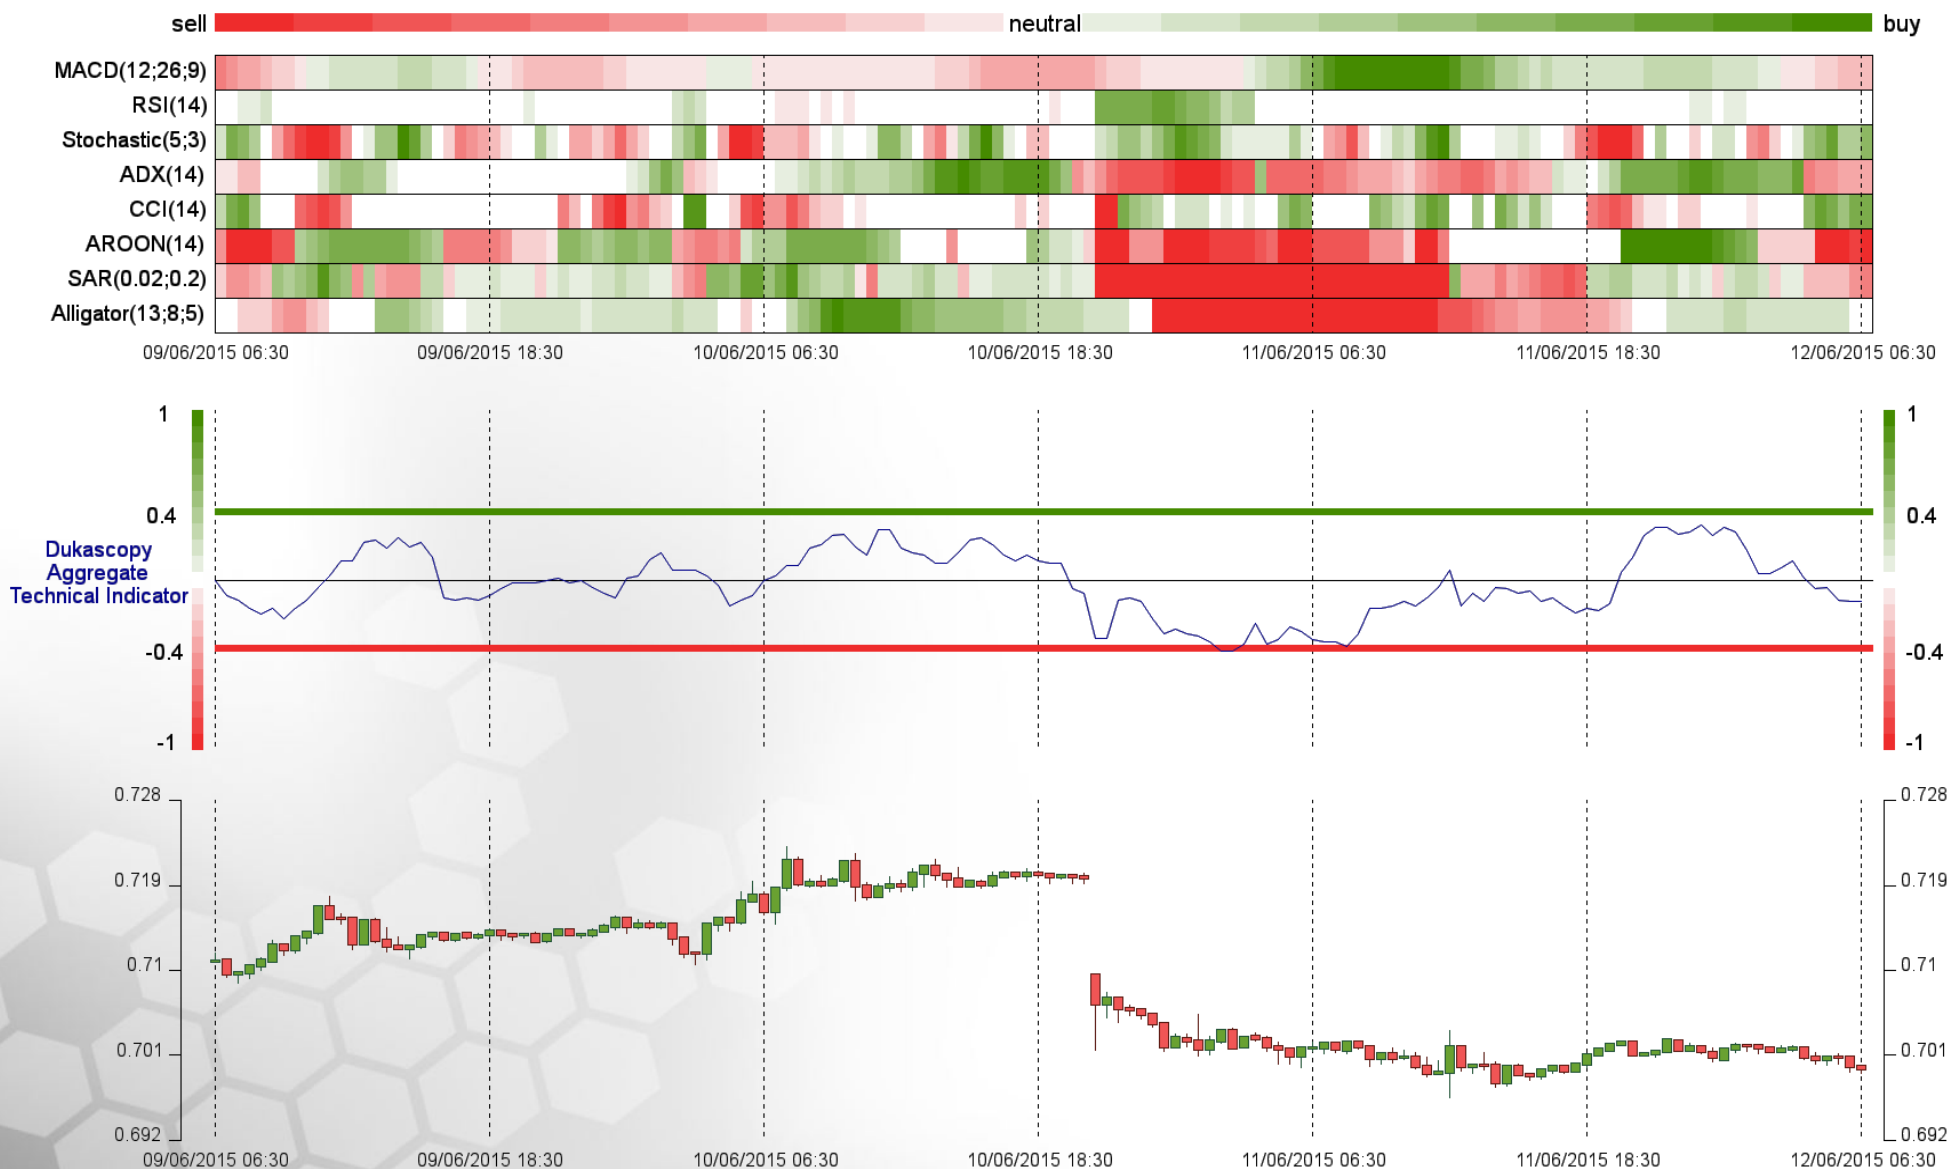 sell neutral buy
MACD(12;26;9)
RSI(14)
Stochastic(5;3)
ADX(14)
CCI(14)
AROON(14)
SAR(0.02;0.2)
Alligator(13;8;5)
09/06/2015 06:30 09/06/2015 18:30 10/06/2015 06:30 10/06/2015 18:30 11/06/2015 06:30 11/06/2015 18:30 12/06/2015 06:30
1 1
0.4 0.4
Dukascopy
Aggregate
Technical Indicator
-0.4 -0.4
-1 -1
0.728 0.728
0.719 0.719
0.71 0.71
0.701 0.701
0.692 0.692
09/06/2015 06:30 09/06/2015 18:30 10/06/2015 06:30 10/06/2015 18:30 11/06/2015 06:30 11/06/2015 18:30 12/06/2015 06:30